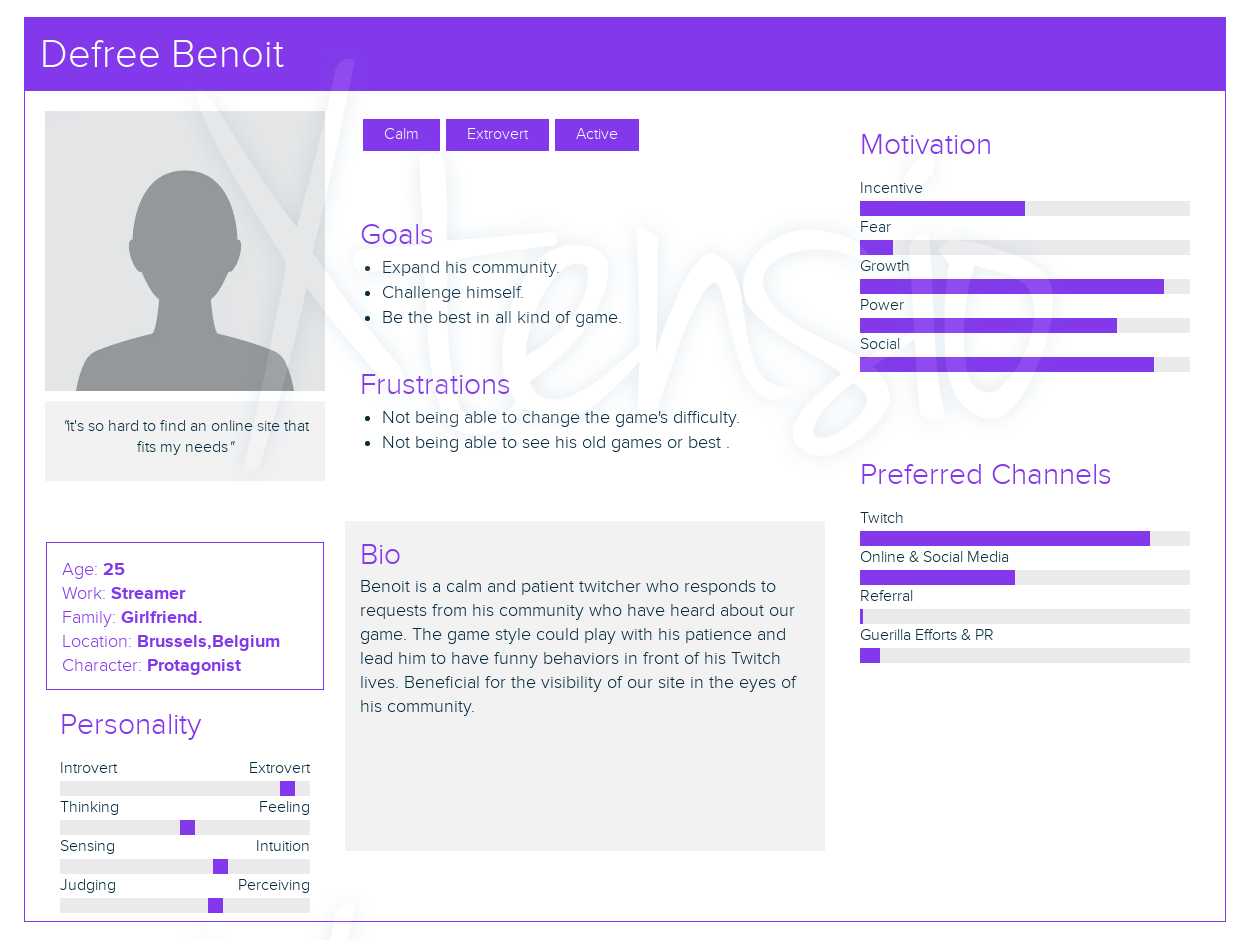 Defree Benoit
Calm
Extrovert
Active
"it's so hard to find an online site that
fits my needs"
Age: 25
Work: Streamer
Family: Girlfriend.
Location: Brussels,Belgium
Character: Protagonist
Personality
Introvert Extrovert
Thinking Feeling
Sensing Intuition
Judging Perceiving
Goals
Expand his community.
Challenge himself.
Be the best in all kind of game.
Frustrations
Not being able to change the game's difficulty.
Not being able to see his old games or best .
Bio
Benoit is a calm and patient twitcher who responds to
requests from his community who have heard about our
game. The game style could play with his patience and
lead him to have funny behaviors in front of his Twitch
lives. Beneficial for the visibility of our site in the eyes of
his community.
Motivation
Incentive
Fear
Growth
Power
Social
Preferred Channels
Twitch
Online & Social Media
Referral
Guerilla Efforts & PR
Xtensio